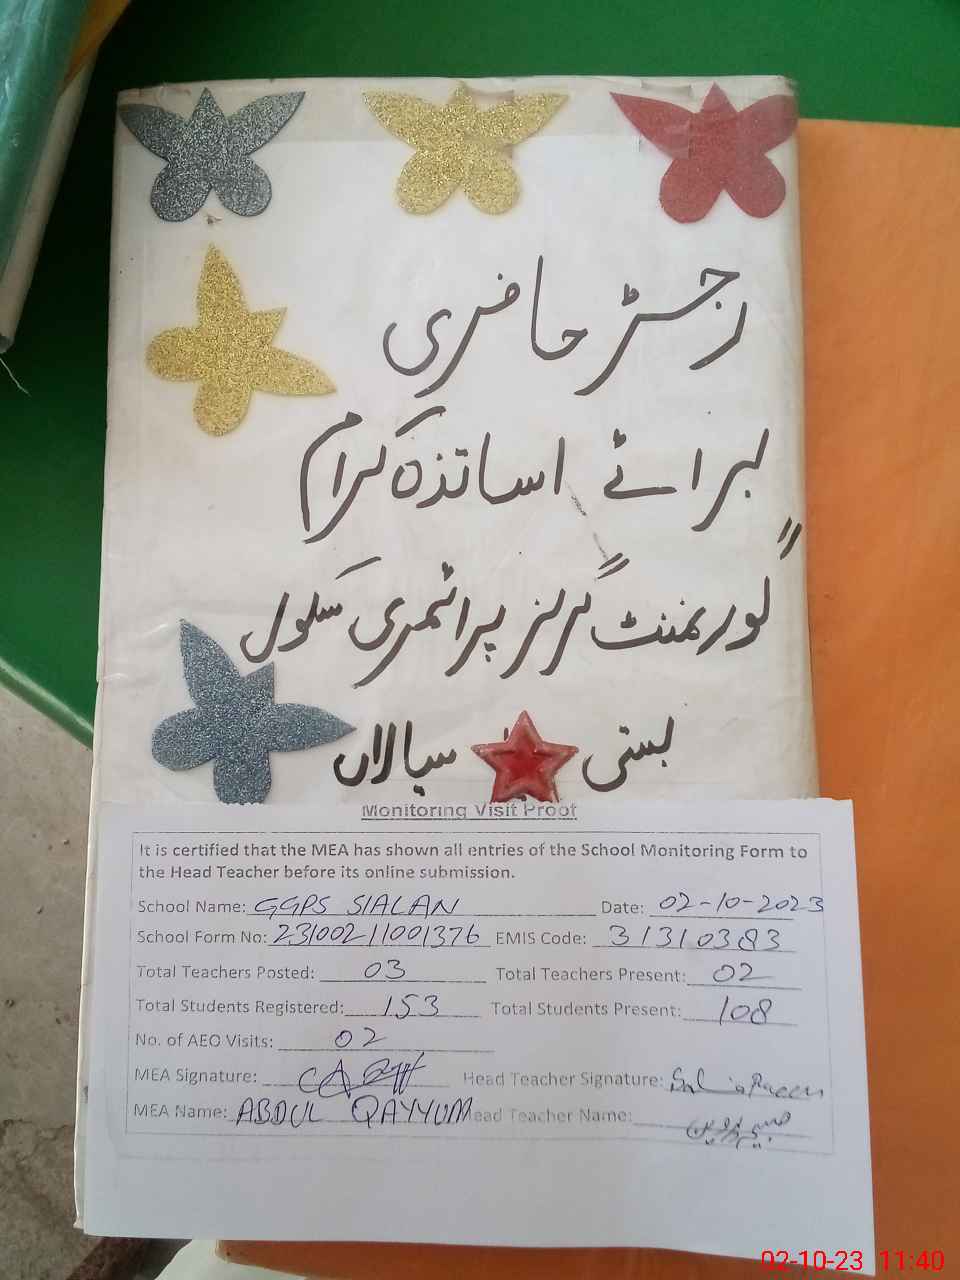 رجسٹر حاضری
برائے اساتذہ کرام
گورنمنٹ گرلز پرائمری سکول
بستی سیالاں
Monitoring Visit Proof
It is certified that the MEA has shown all entries of the School Monitoring Form to
the Head Teacher before its online submission.
School Name: GGPS SIALAN Date: 02-10-2023
School Form No: 23100211001376 EMIS Code: 31310383
Total Teachers Posted: 03 Total Teachers Present: 02
Total Students Registered: 153 Total Students Present: 108
No. of AEO Visits: 02
MEA Signature: Head Teacher Signature:
MEA Name: ABDUL QAYYUM Head Teacher Name:
02-10-23 11:40